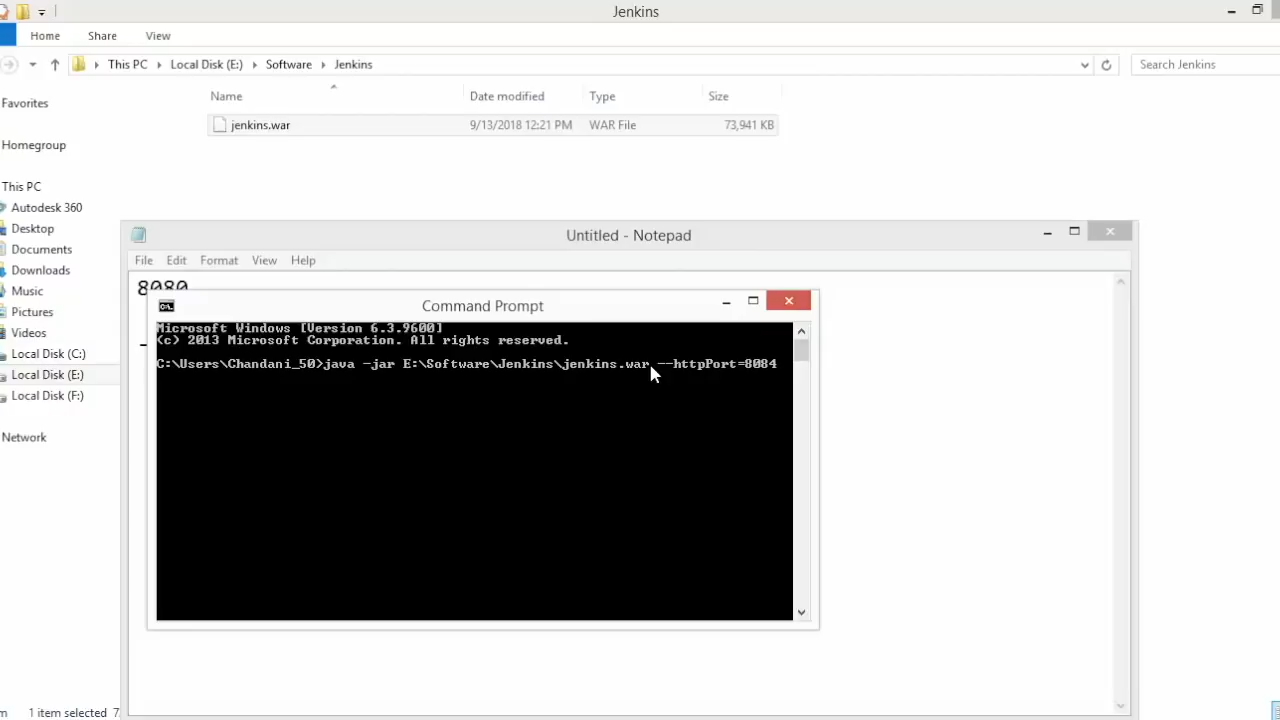 Jenkins
Home Share View
This PC Local Disk (E:) Software Jenkins
Search Jenkins
Name Date modified Type Size
jenkins.war 9/13/2018 12:21 PM WAR File 73,941 KB
Favorites
Homegroup
This PC
Autodesk 360
Desktop
Documents
Downloads
Music
Pictures
Videos
Local Disk (C:)
Local Disk (E:)
Local Disk (F:)
Network
1 item selected 7
Untitled - Notepad
File Edit Format View Help
8080
Command Prompt
Microsoft Windows [Version 6.3.9600]
(c) 2013 Microsoft Corporation. All rights reserved.
C:\Users\Chandani_50>java -jar E:\Software\Jenkins\jenkins.war --httpPort=8084